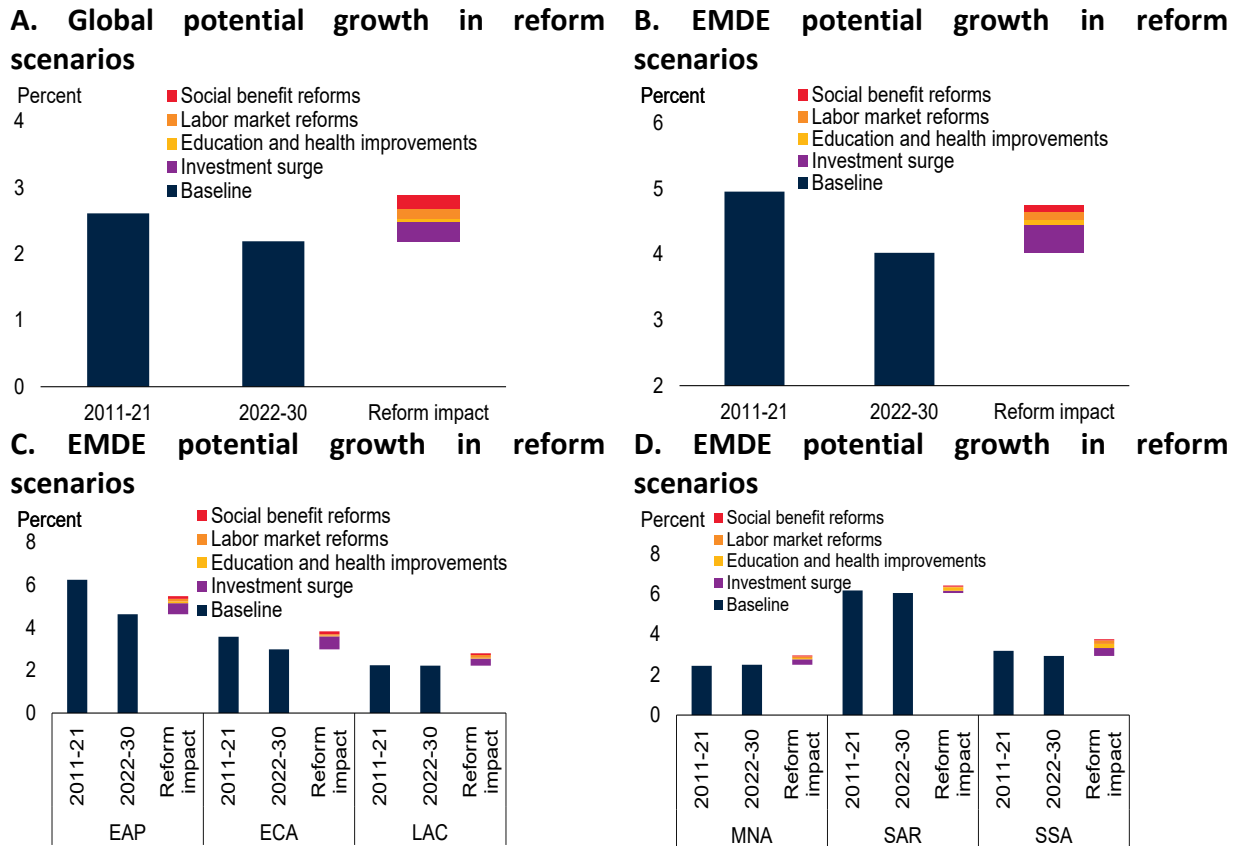 A. Global potential growth in reform
scenarios
Percent
Social benefit reforms
Labor market reforms
Education and health improvements
Investment surge
Baseline
4
3
2
1
0
2011-21 2022-30 Reform impact
B. EMDE potential growth in reform
scenarios
Percent
Social benefit reforms
Labor market reforms
Education and health improvements
Investment surge
Baseline
6
5
4
3
2
2011-21 2022-30 Reform impact
C. EMDE potential growth in reform
scenarios
Percent
Social benefit reforms
Labor market reforms
Education and health improvements
Investment surge
Baseline
8
6
4
2
0
2011-21
2022-30
Reform
impact
2011-21
2022-30
Reform
impact
2011-21
2022-30
Reform
impact
EAP ECA LAC
D. EMDE potential growth in reform
scenarios
Percent
Social benefit reforms
Labor market reforms
Education and health improvements
Investment surge
Baseline
8
6
4
2
0
2011-21
2022-30
Reform
impact
2011-21
2022-30
Reform
impact
2011-21
2022-30
Reform
impact
MNA SAR SSA